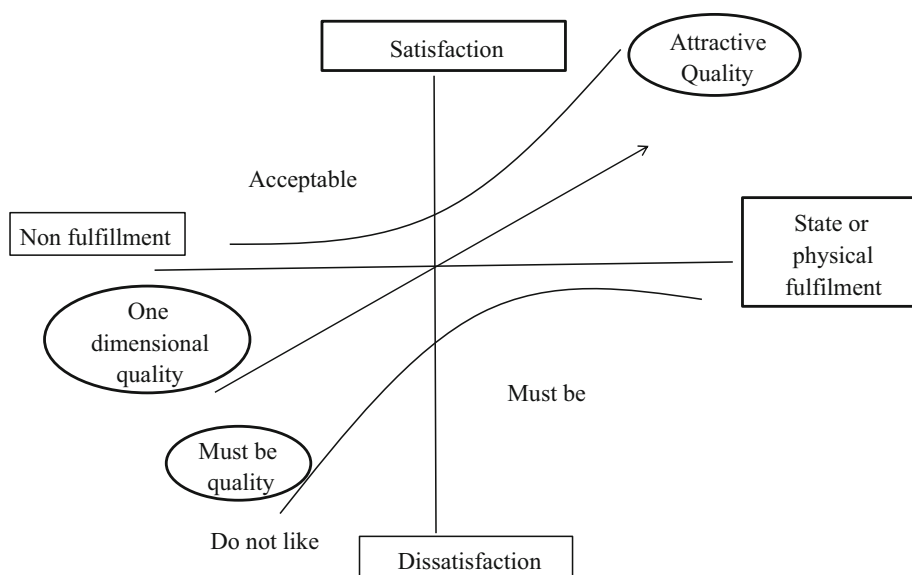 Satisfaction
Attractive
Quality
Acceptable
Non fulfillment
State or
physical
fulfilment
One
dimensional
quality
Must be
Must be
quality
Do not like
Dissatisfaction